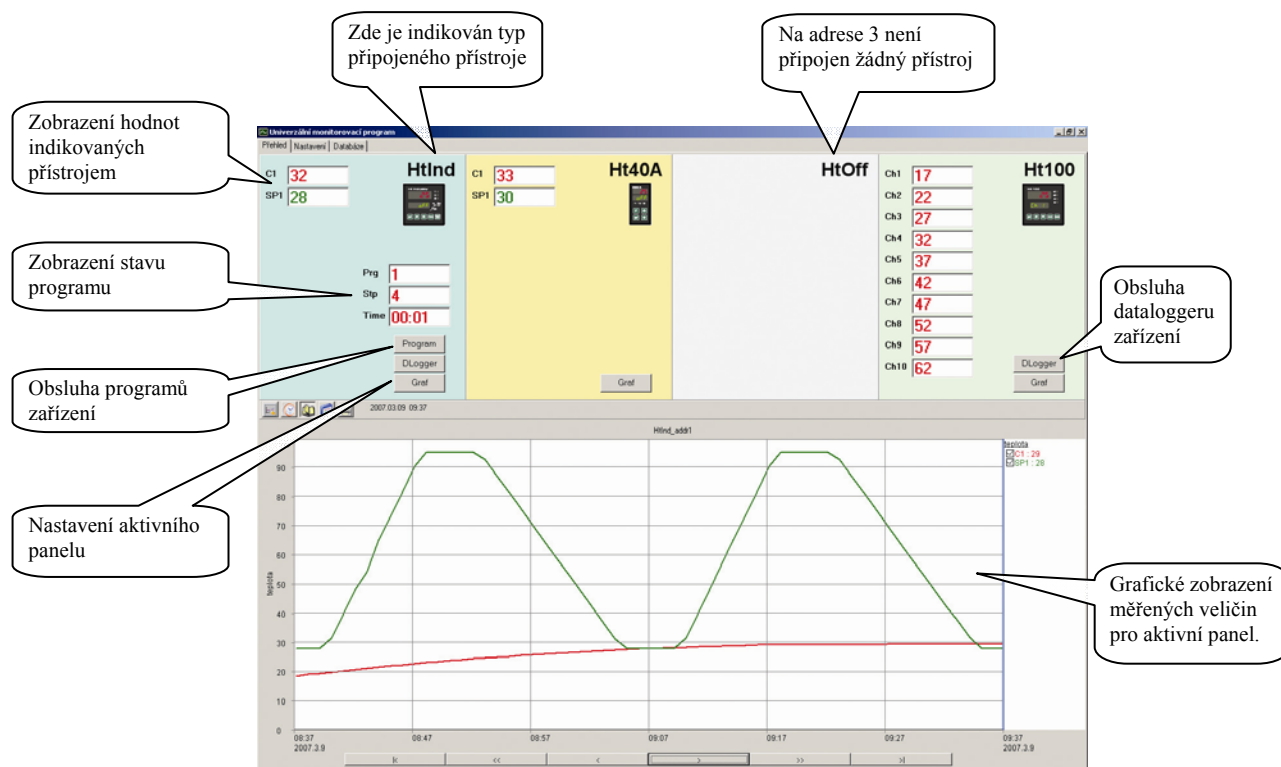 Zde je indikován typ
připojeného přístroje
Na adrese 3 není
připojen žádný přístroj
Zobrazení hodnot
indikovaných
přístrojem
Zobrazení stavu
programu
Obsluha programů
zařízení
Nastavení aktivního
panelu
Obsluha
dataloggeru
zařízení
Grafické zobrazení
měřených veličin
pro aktivní panel.
Univerzální monitorovací program
Přehled Nastavení Databáze
HtInd
C1 32
SP1 28
Prg 1
Stp 4
Time 00:01
Program
DLogger
Graf
Ht40A
C1 33
SP1 30
Graf
HtOff
Ht100
Ch1 17
Ch2 22
Ch3 27
Ch4 32
Ch5 37
Ch6 42
Ch7 47
Ch8 52
Ch9 57
Ch10 62
DLogger
Graf
2007.03.09 09:37
HtInd_addr1
teplota
C1 : 29
SP1 : 28
90
80
70
60
50
40
30
20
10
0
teplota
08:37 08:47 08:57 09:07 09:17 09:27 09:37
2007.3.9 2007.3.9
|< << < > >> >|